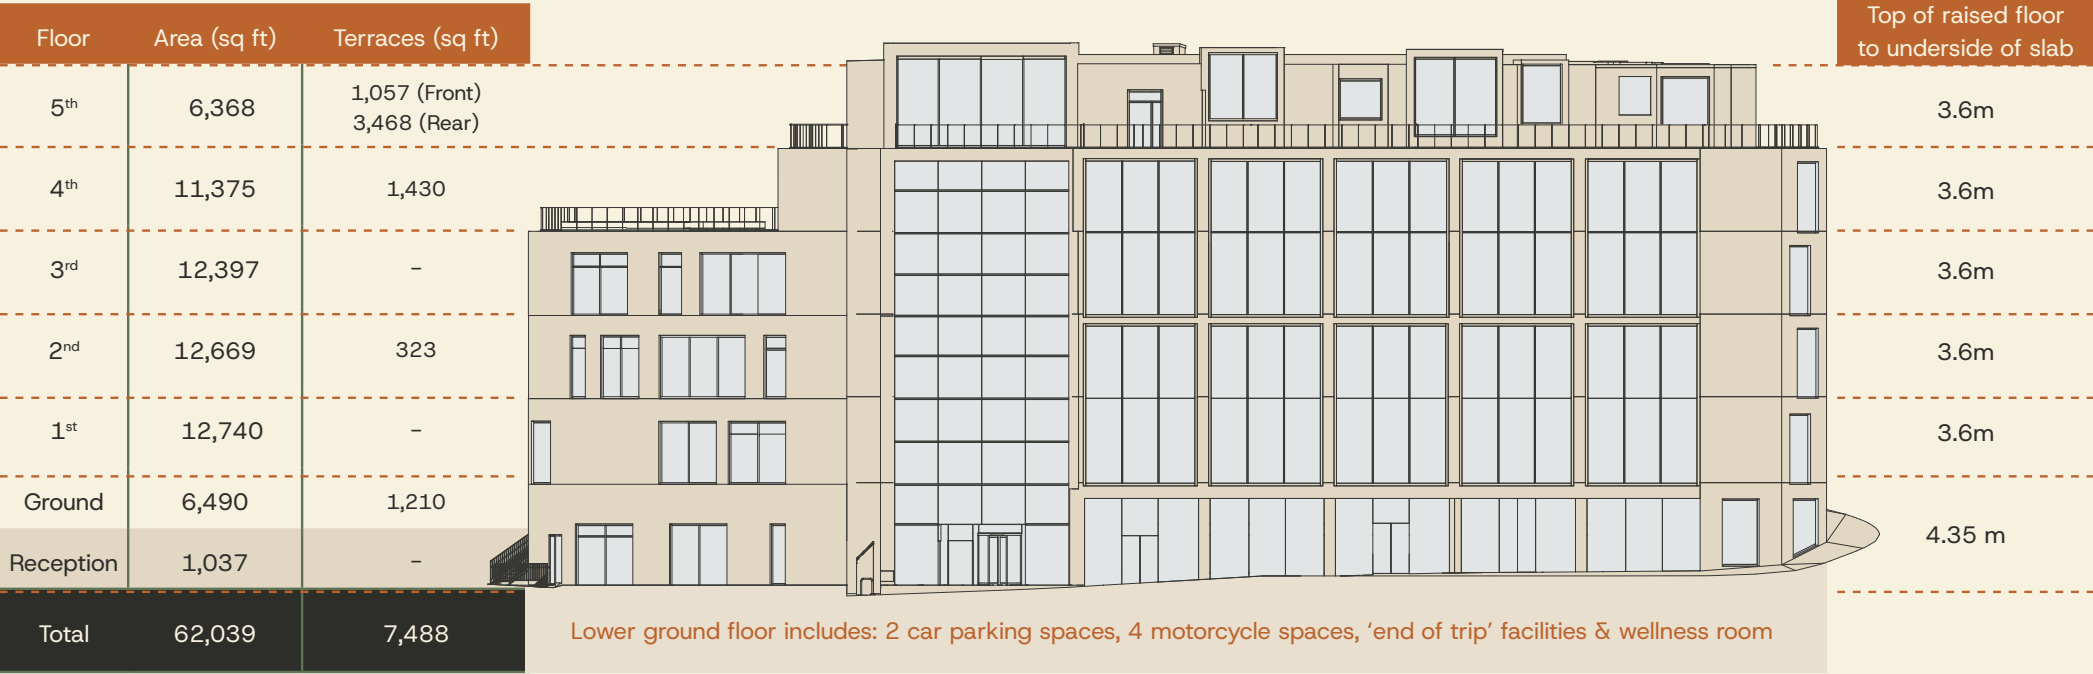 Floor Area (sq ft) Terraces (sq ft)
Top of raised floor
to underside of slab
5th 6,368 1,057 (Front)
3,468 (Rear)
3.6m
4th 11,375 1,430 3.6m
3rd 12,397 – 3.6m
2nd 12,669 323 3.6m
1st 12,740 – 3.6m
Ground 6,490 1,210
4.35 m
Reception 1,037 –
Total 62,039 7,488
Lower ground floor includes: 2 car parking spaces, 4 motorcycle spaces, ‘end of trip’ facilities & wellness room